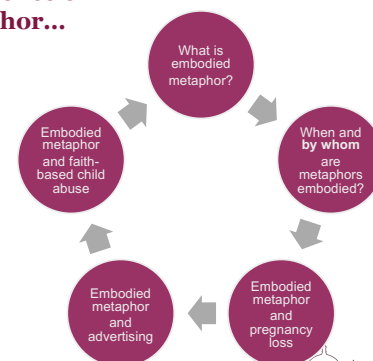 hor...
What is
embodied
metaphor?
When and
by whom
are
metaphors
embodied?
Embodied
metaphor
and
pregnancy
loss
Embodied
metaphor
and
advertising
Embodied
metaphor
and faith-
based child
abuse